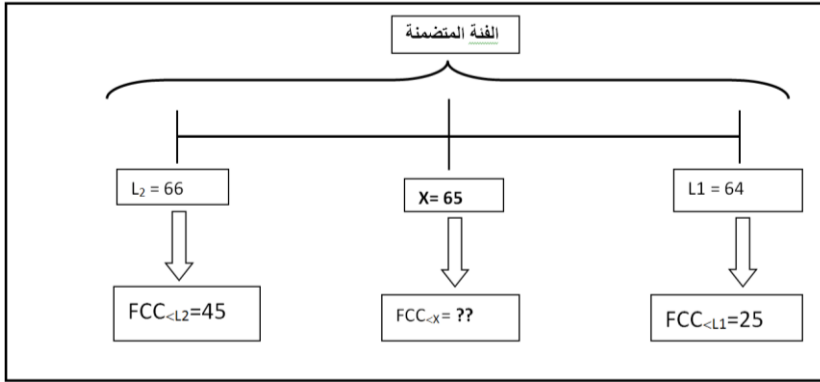 الفئة المتضمنة
L1 = 64
X= 65
L₂ = 66
FCC<L1=25
FCC<x= ??
FCC<L2=45